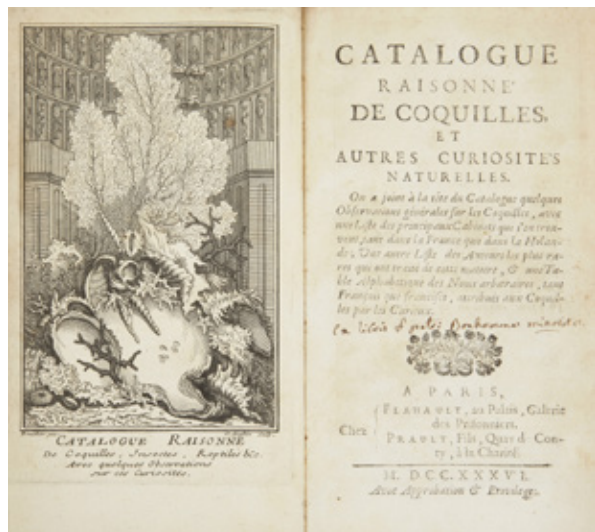 CATALOGUE RAISONNÉ
De Coquilles, Insectes, Reptiles &c.
Avec quelques Observations
sur ces Curiosités.
CATALOGUE
RAISONNÉ
DE COQUILLES,
ET
AUTRES CURIOSITÉS
NATURELLES.
On a joint à la tête du Catalogue quelques
Observations générales sur les Coquilles, avec
une Liste des principaux Cabinets qui s'en trou-
vent, tant dans la France que dans la Hollan-
de; Une autre Liste des Auteurs les plus ra-
res qui ont traité de cette matiere, & une Ta-
ble Alphabetique des Noms arbitraires, tant
François que francisés, attribués aux Coquil-
les par les Curieux.
A PARIS,
FLAHAULT, au Palais, Galerie
des Prisonniers.
Chez
PRAULT, Fils, Quay de Con-
ty, à la Charité.
M. DCC. XXXVI.
Avec Approbation & Privilege.